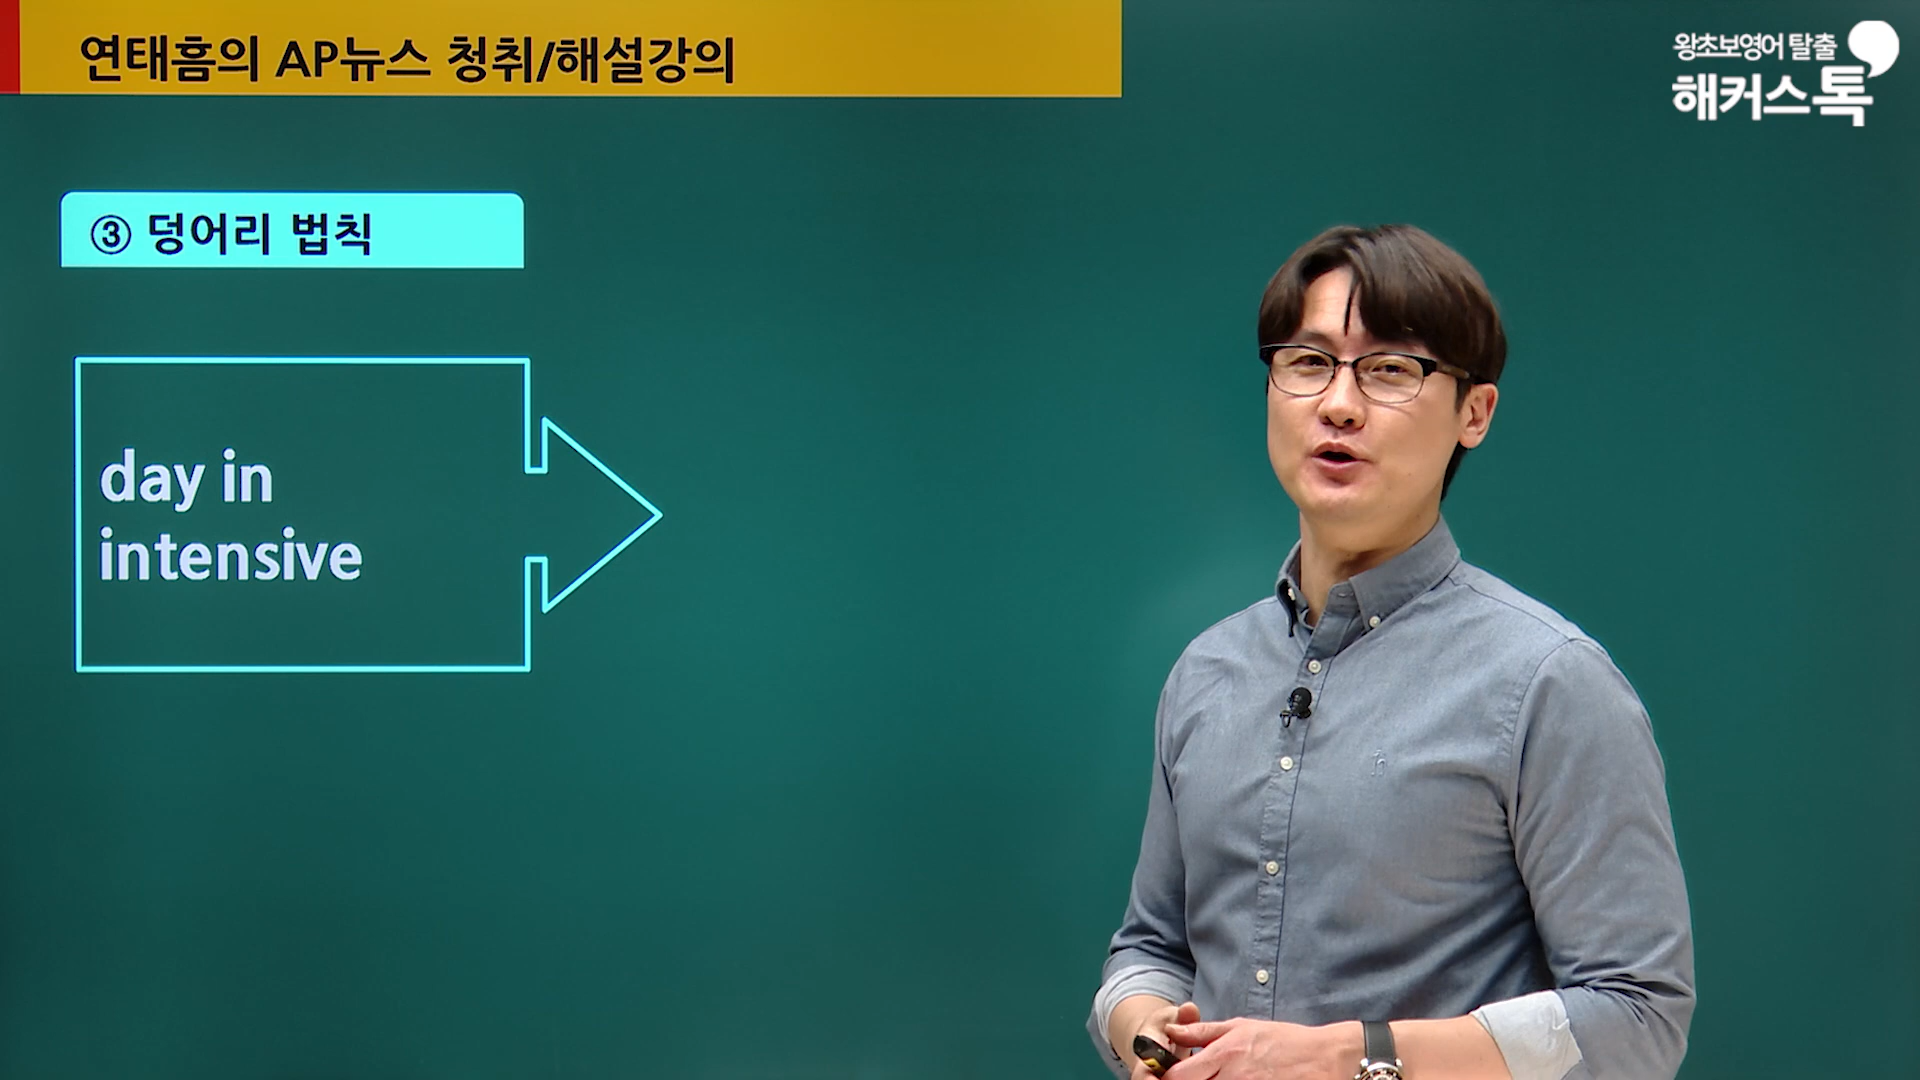 연태흠의 AP뉴스 청취/해설강의
왕초보영어 탈출
해커스톡
③ 덩어리 법칙
day in
intensive